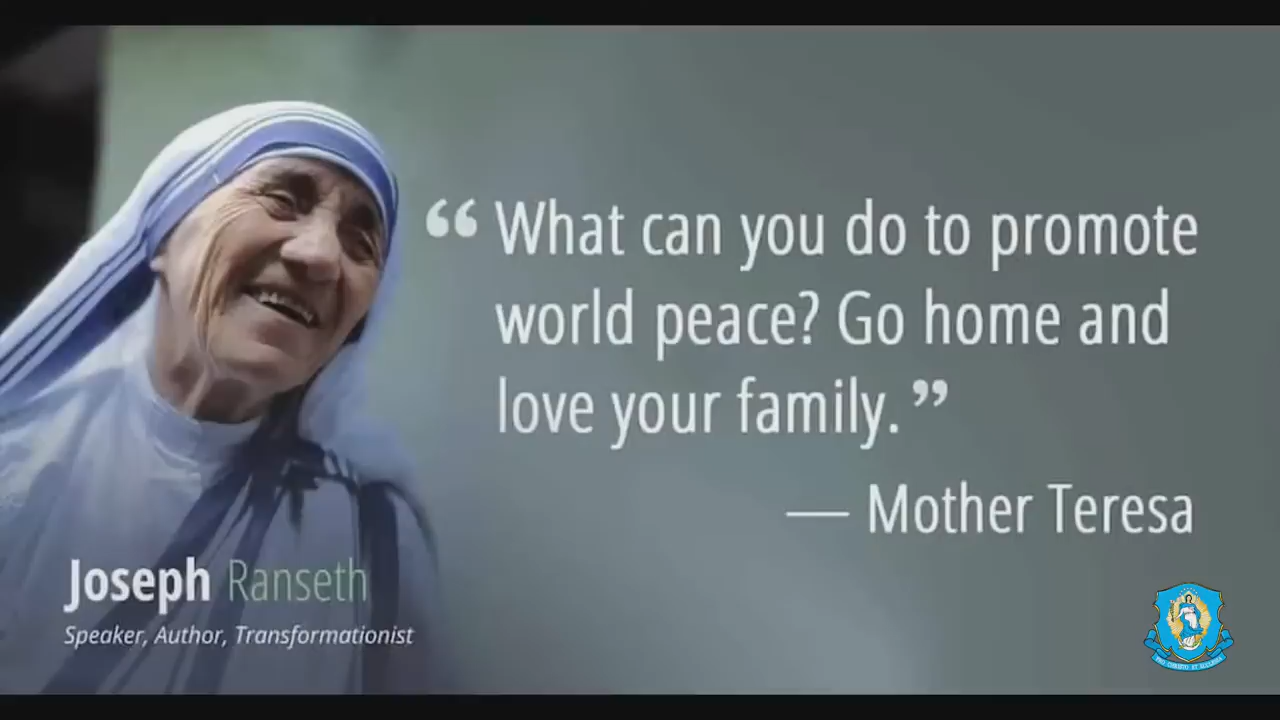 “ What can you do to promote
world peace? Go home and
love your family. ”
— Mother Teresa
Joseph Ranseth
Speaker, Author, Transformationist